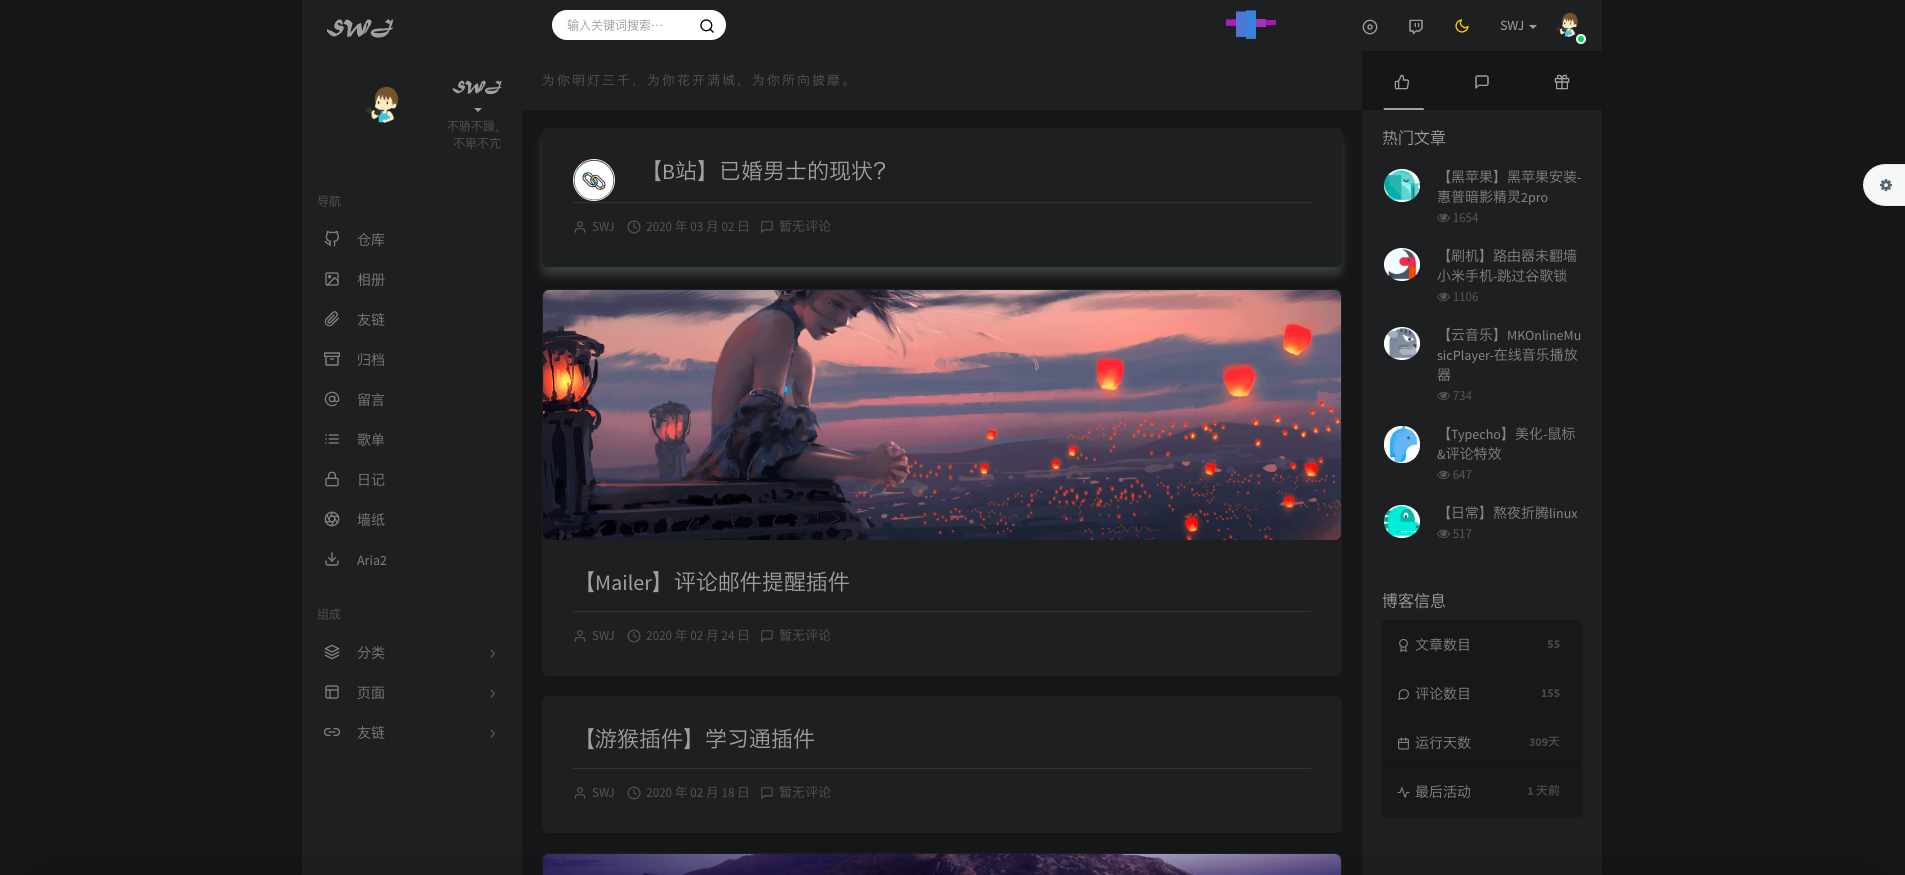 SWJ
输入关键词搜索…
SWJ
SWJ
不骄不躁，
不卑不亢
导航
仓库
相册
友链
归档
留言
歌单
日记
墙纸
Aria2
组成
分类
页面
友链
为你明灯三千，为你花开满城，为你所向披靡。
【B站】已婚男士的现状？
SWJ 2020 年 03 月 02 日 暂无评论
【Mailer】评论邮件提醒插件
SWJ 2020 年 02 月 24 日 暂无评论
【游猴插件】学习通插件
SWJ 2020 年 02 月 18 日 暂无评论
热门文章
【黑苹果】黑苹果安装-
惠普暗影精灵2pro
1654
【刷机】路由器未翻墙
小米手机-跳过谷歌锁
1106
【云音乐】MKOnlineMu
sicPlayer-在线音乐播放
器
734
【Typecho】美化-鼠标
&评论特效
647
【日常】熬夜折腾linux
517
博客信息
文章数目 55
评论数目 155
运行天数 309天
最后活动 1 天前